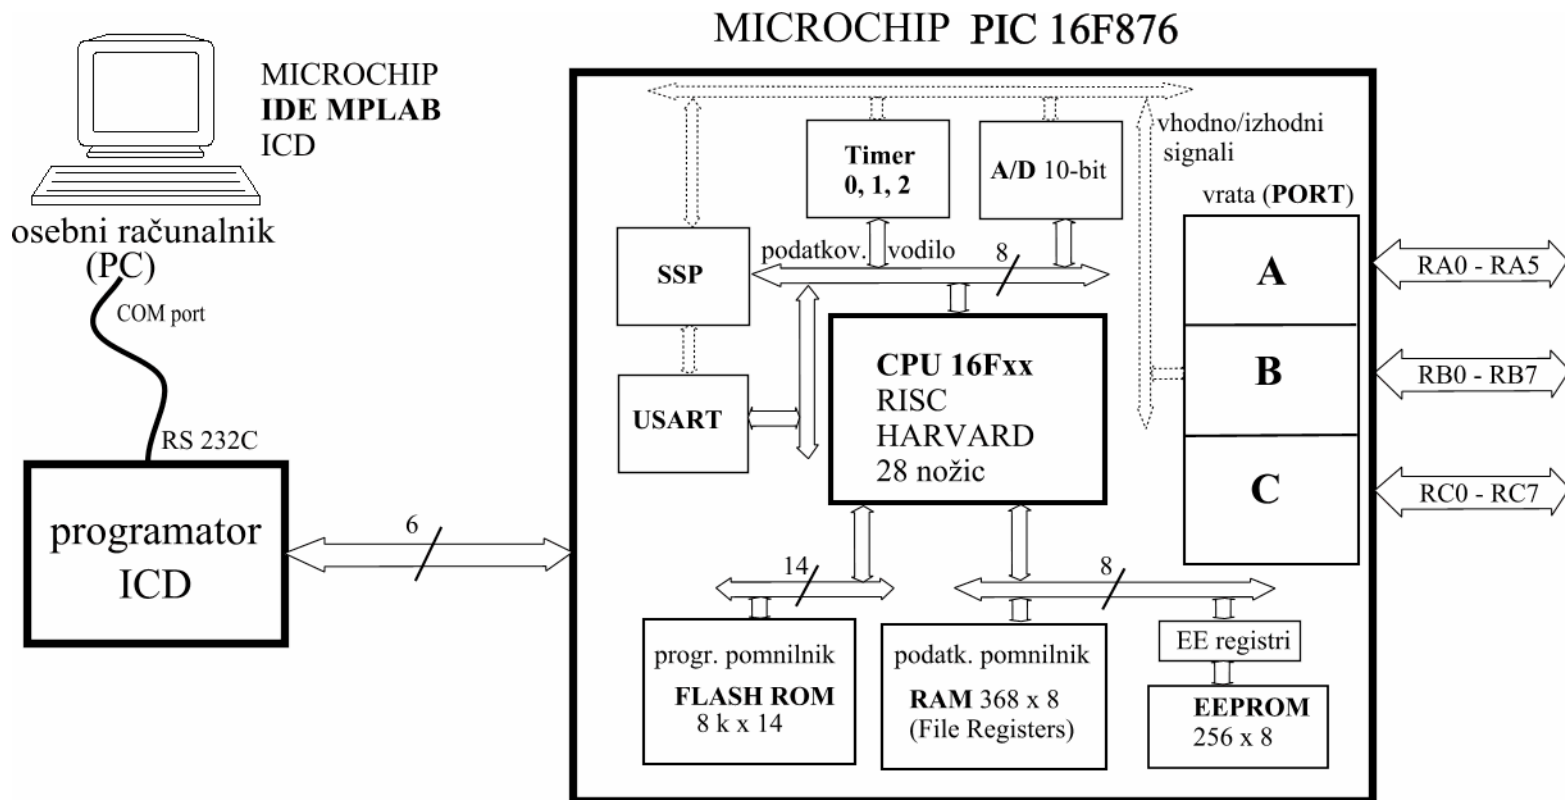 MICROCHIP PIC 16F876
MICROCHIP
IDE MPLAB
ICD
osebni računalnik
(PC)
COM port
RS 232C
programator
ICD
6
Timer
0, 1, 2
A/D 10-bit
vhodno/izhodni
signali
vrata (PORT)
SSP
podatkov. vodilo
8
USART
CPU 16Fxx
RISC
HARVARD
28 nožic
A
B
C
RA0 - RA5
RB0 - RB7
RC0 - RC7
14
8
progr. pomnilnik
FLASH ROM
8 k x 14
podatk. pomnilnik
RAM 368 x 8
(File Registers)
EE registri
EEPROM
256 x 8